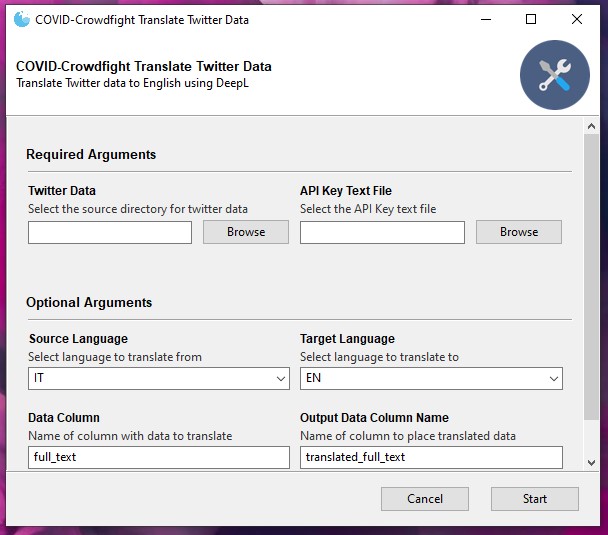 COVID-Crowdfight Translate Twitter Data
COVID-Crowdfight Translate Twitter Data
Translate Twitter data to English using DeepL
Required Arguments
Twitter Data
Select the source directory for twitter data
Browse
API Key Text File
Select the API Key text file
Browse
Optional Arguments
Source Language
Select language to translate from
IT
Target Language
Select language to translate to
EN
Data Column
Name of column with data to translate
full_text
Output Data Column Name
Name of column to place translated data
translated_full_text
Cancel
Start